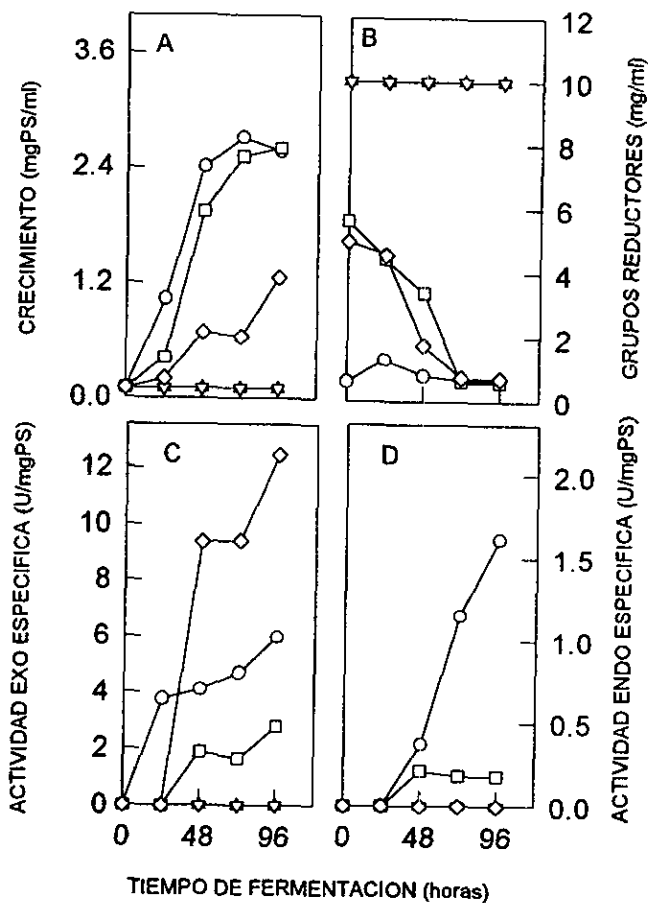 A
B
3.6
2.4
1.2
0.0
CRECIMIENTO (mgPS/ml)
12
10
8
6
4
2
0
GRUPOS REDUCTORES (mg/ml)
C
D
12
10
8
6
4
2
0
ACTIVIDAD EXO ESPECIFICA (U/mgPS)
2.0
1.5
1.0
0.5
0.0
ACTIVIDAD ENDO ESPECIFICA (U/mgPS)
0 48 96
0 48 96
TIEMPO DE FERMENTACION (horas)